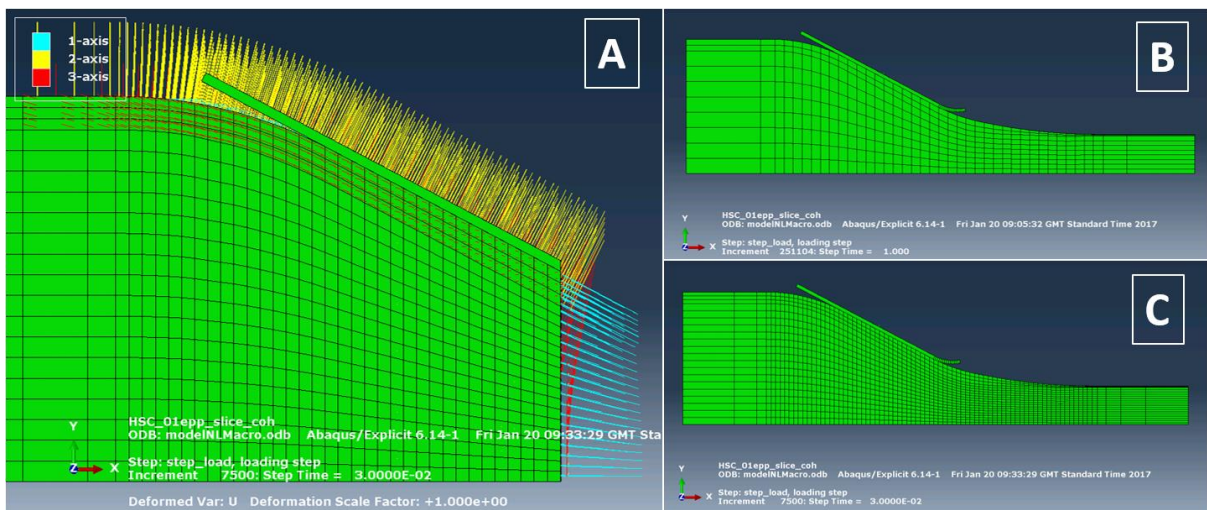 1-axis
2-axis
3-axis
A
Y
X
Z
HSC_01epp_slice_coh
ODB: modelNLMacro.odb Abaqus/Explicit 6.14-1 Fri Jan 20 09:33:29 GMT Sta
Step: step_load, loading step
Increment 7500: Step Time = 3.0000E-02
Deformed Var: U Deformation Scale Factor: +1.000e+00
B
Y
Z
X
HSC_01epp_slice_coh
ODB: modelNLMacro.odb Abaqus/Explicit 6.14-1 Fri Jan 20 09:05:32 GMT Standard Time 2017
Step: step_load, loading step
Increment 251104: Step Time = 1.000
C
Y
Z
X
HSC_01epp_slice_coh
ODB: modelNLMacro.odb Abaqus/Explicit 6.14-1 Fri Jan 20 09:33:29 GMT Standard Time 2017
Step: step_load, loading step
Increment 7500: Step Time = 3.0000E-02